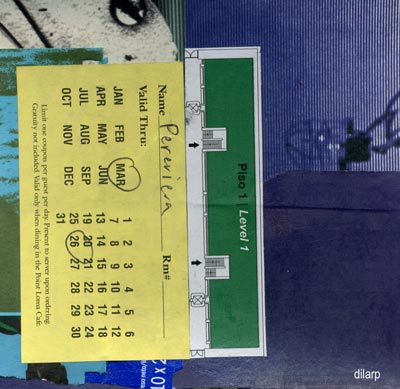 Name Rm#
Valid Thru:
1 2 3 4 5 6
JAN FEB MAR 7 8 9 10 11 12
APR MAY JUN 13 14 15 16 17 18
JUL AUG SEP 19 20 21 22 23 24
OCT NOV DEC 25 26 27 28 29 30
31
Limit one coupon per guest per day. Present to server upon ordering.
Gratuity not included. Valid only when dining in the Point Loma Cafe.
Piso 1 | Level 1
dilarp